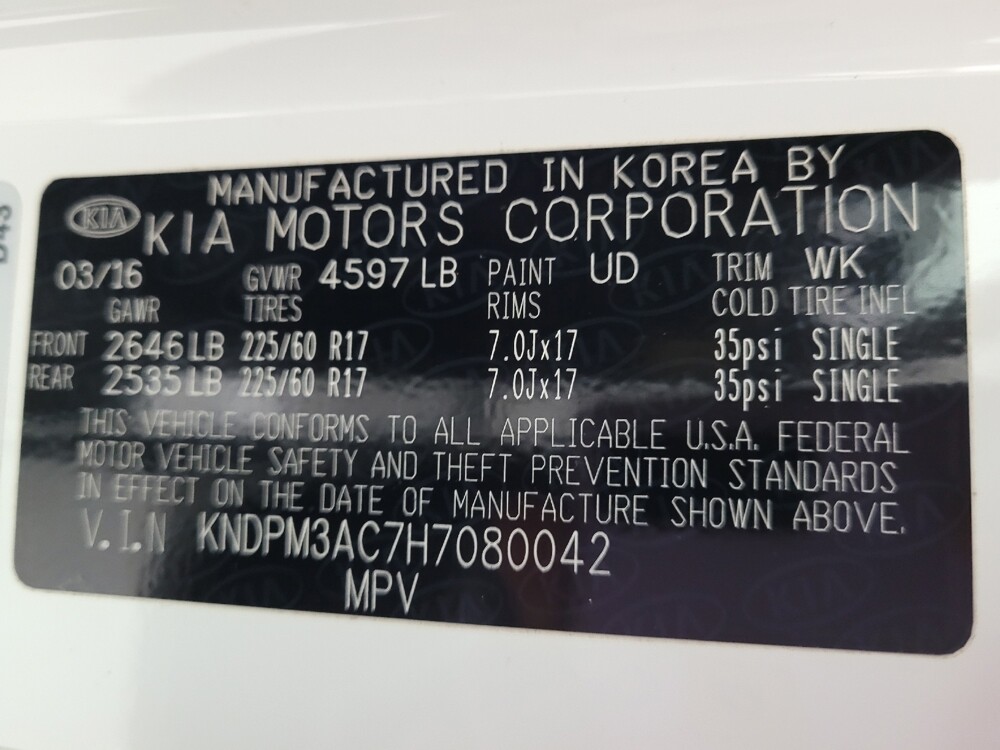 MANUFACTURED IN KOREA BY
KIA KIA MOTORS CORPORATION
03/16 GVWR 4597 LB PAINT UD TRIM WK
GAWR TIRES RIMS COLD TIRE INFL
FRONT 2646 LB 225/60 R17 7.0Jx17 35psi SINGLE
REAR 2535 LB 225/60 R17 7.0Jx17 35psi SINGLE
THIS VEHICLE CONFORMS TO ALL APPLICABLE U.S.A. FEDERAL
MOTOR VEHICLE SAFETY AND THEFT PREVENTION STANDARDS
IN EFFECT ON THE DATE OF MANUFACTURE SHOWN ABOVE.
V.I.N KNDPM3AC7H7080042
MPV